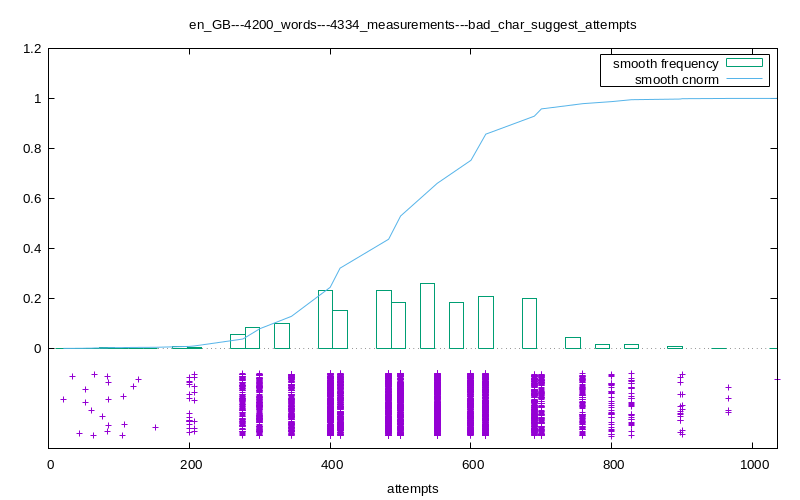 en_GB---4200_words---4334_measurements---bad_char_suggest_attempts
1.2
smooth frequency
smooth cnorm
1
0.8
0.6
0.4
0.2
0
0 200 400 600 800 1000
attempts